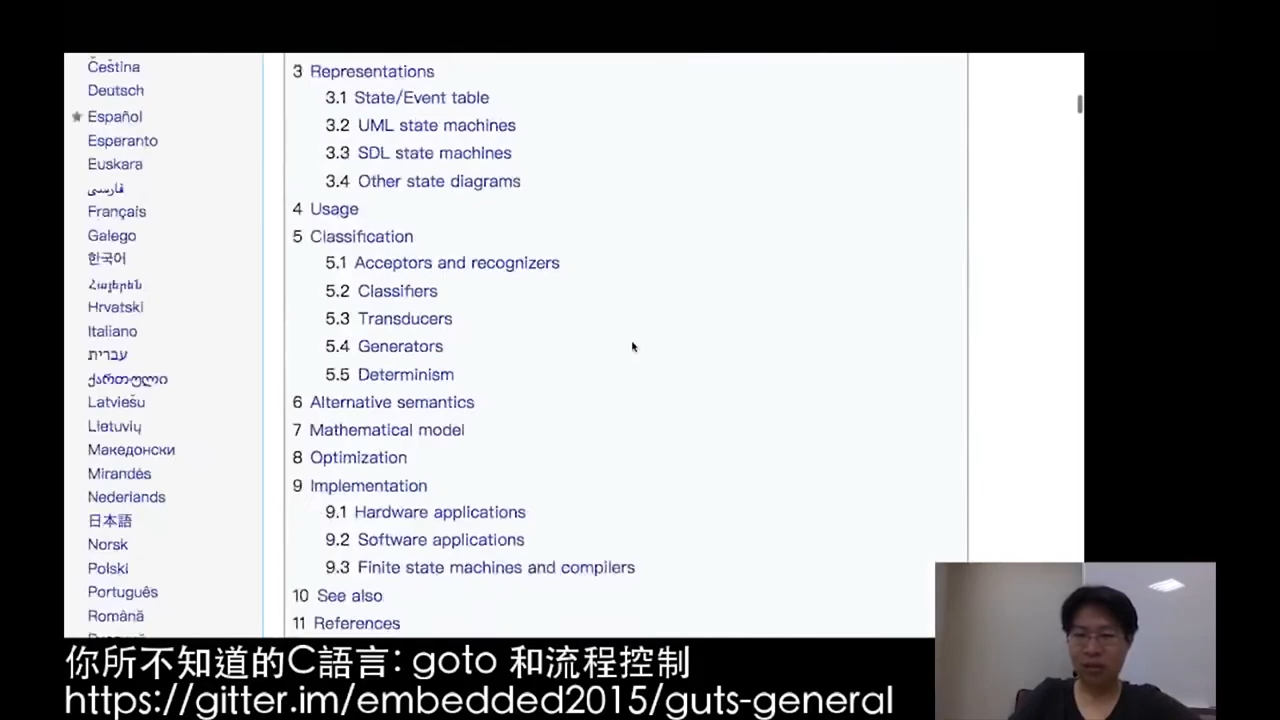 Čeština
Deutsch
Español
Esperanto
Euskara
فارسی
Français
Galego
한국어
Հայերեն
Hrvatski
Italiano
עברית
ქართული
Latviešu
Lietuvių
Македонски
Mirandés
Nederlands
日本語
Norsk
Polski
Português
Română
3 Representations
3.1 State/Event table
3.2 UML state machines
3.3 SDL state machines
3.4 Other state diagrams
4 Usage
5 Classification
5.1 Acceptors and recognizers
5.2 Classifiers
5.3 Transducers
5.4 Generators
5.5 Determinism
6 Alternative semantics
7 Mathematical model
8 Optimization
9 Implementation
9.1 Hardware applications
9.2 Software applications
9.3 Finite state machines and compilers
10 See also
11 References
你所不知道的C語言: goto 和流程控制
https://gitter.im/embedded2015/guts-general